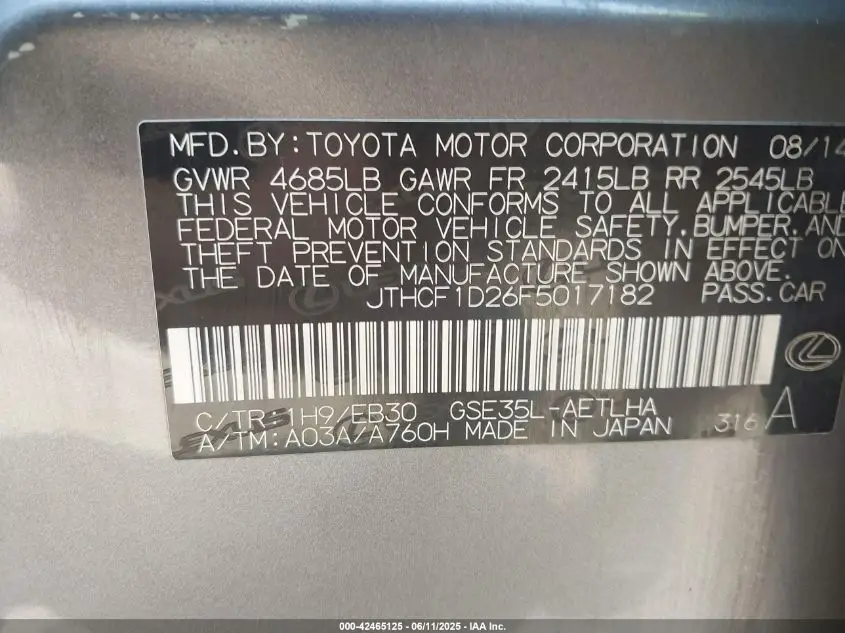 MFD.BY:TOYOTA MOTOR CORPORATION 08/14
GVWR 4685LB GAWR FR 2415LB RR 2545LB
THIS VEHICLE CONFORMS TO ALL APPLICABLE
FEDERAL MOTOR VEHICLE SAFETY,BUMPER,AND
THEFT PREVENTION STANDARDS IN EFFECT ON
THE DATE OF MANUFACTURE SHOWN ABOVE.
JTHCF1D26F5017182 PASS.CAR
C/TR: 1H9/EB30 GSE35L-AETLHA
A/TM:A03A/A760H MADE IN JAPAN 316 A
000-42465125 - 06/11/2025 - IAA Inc.